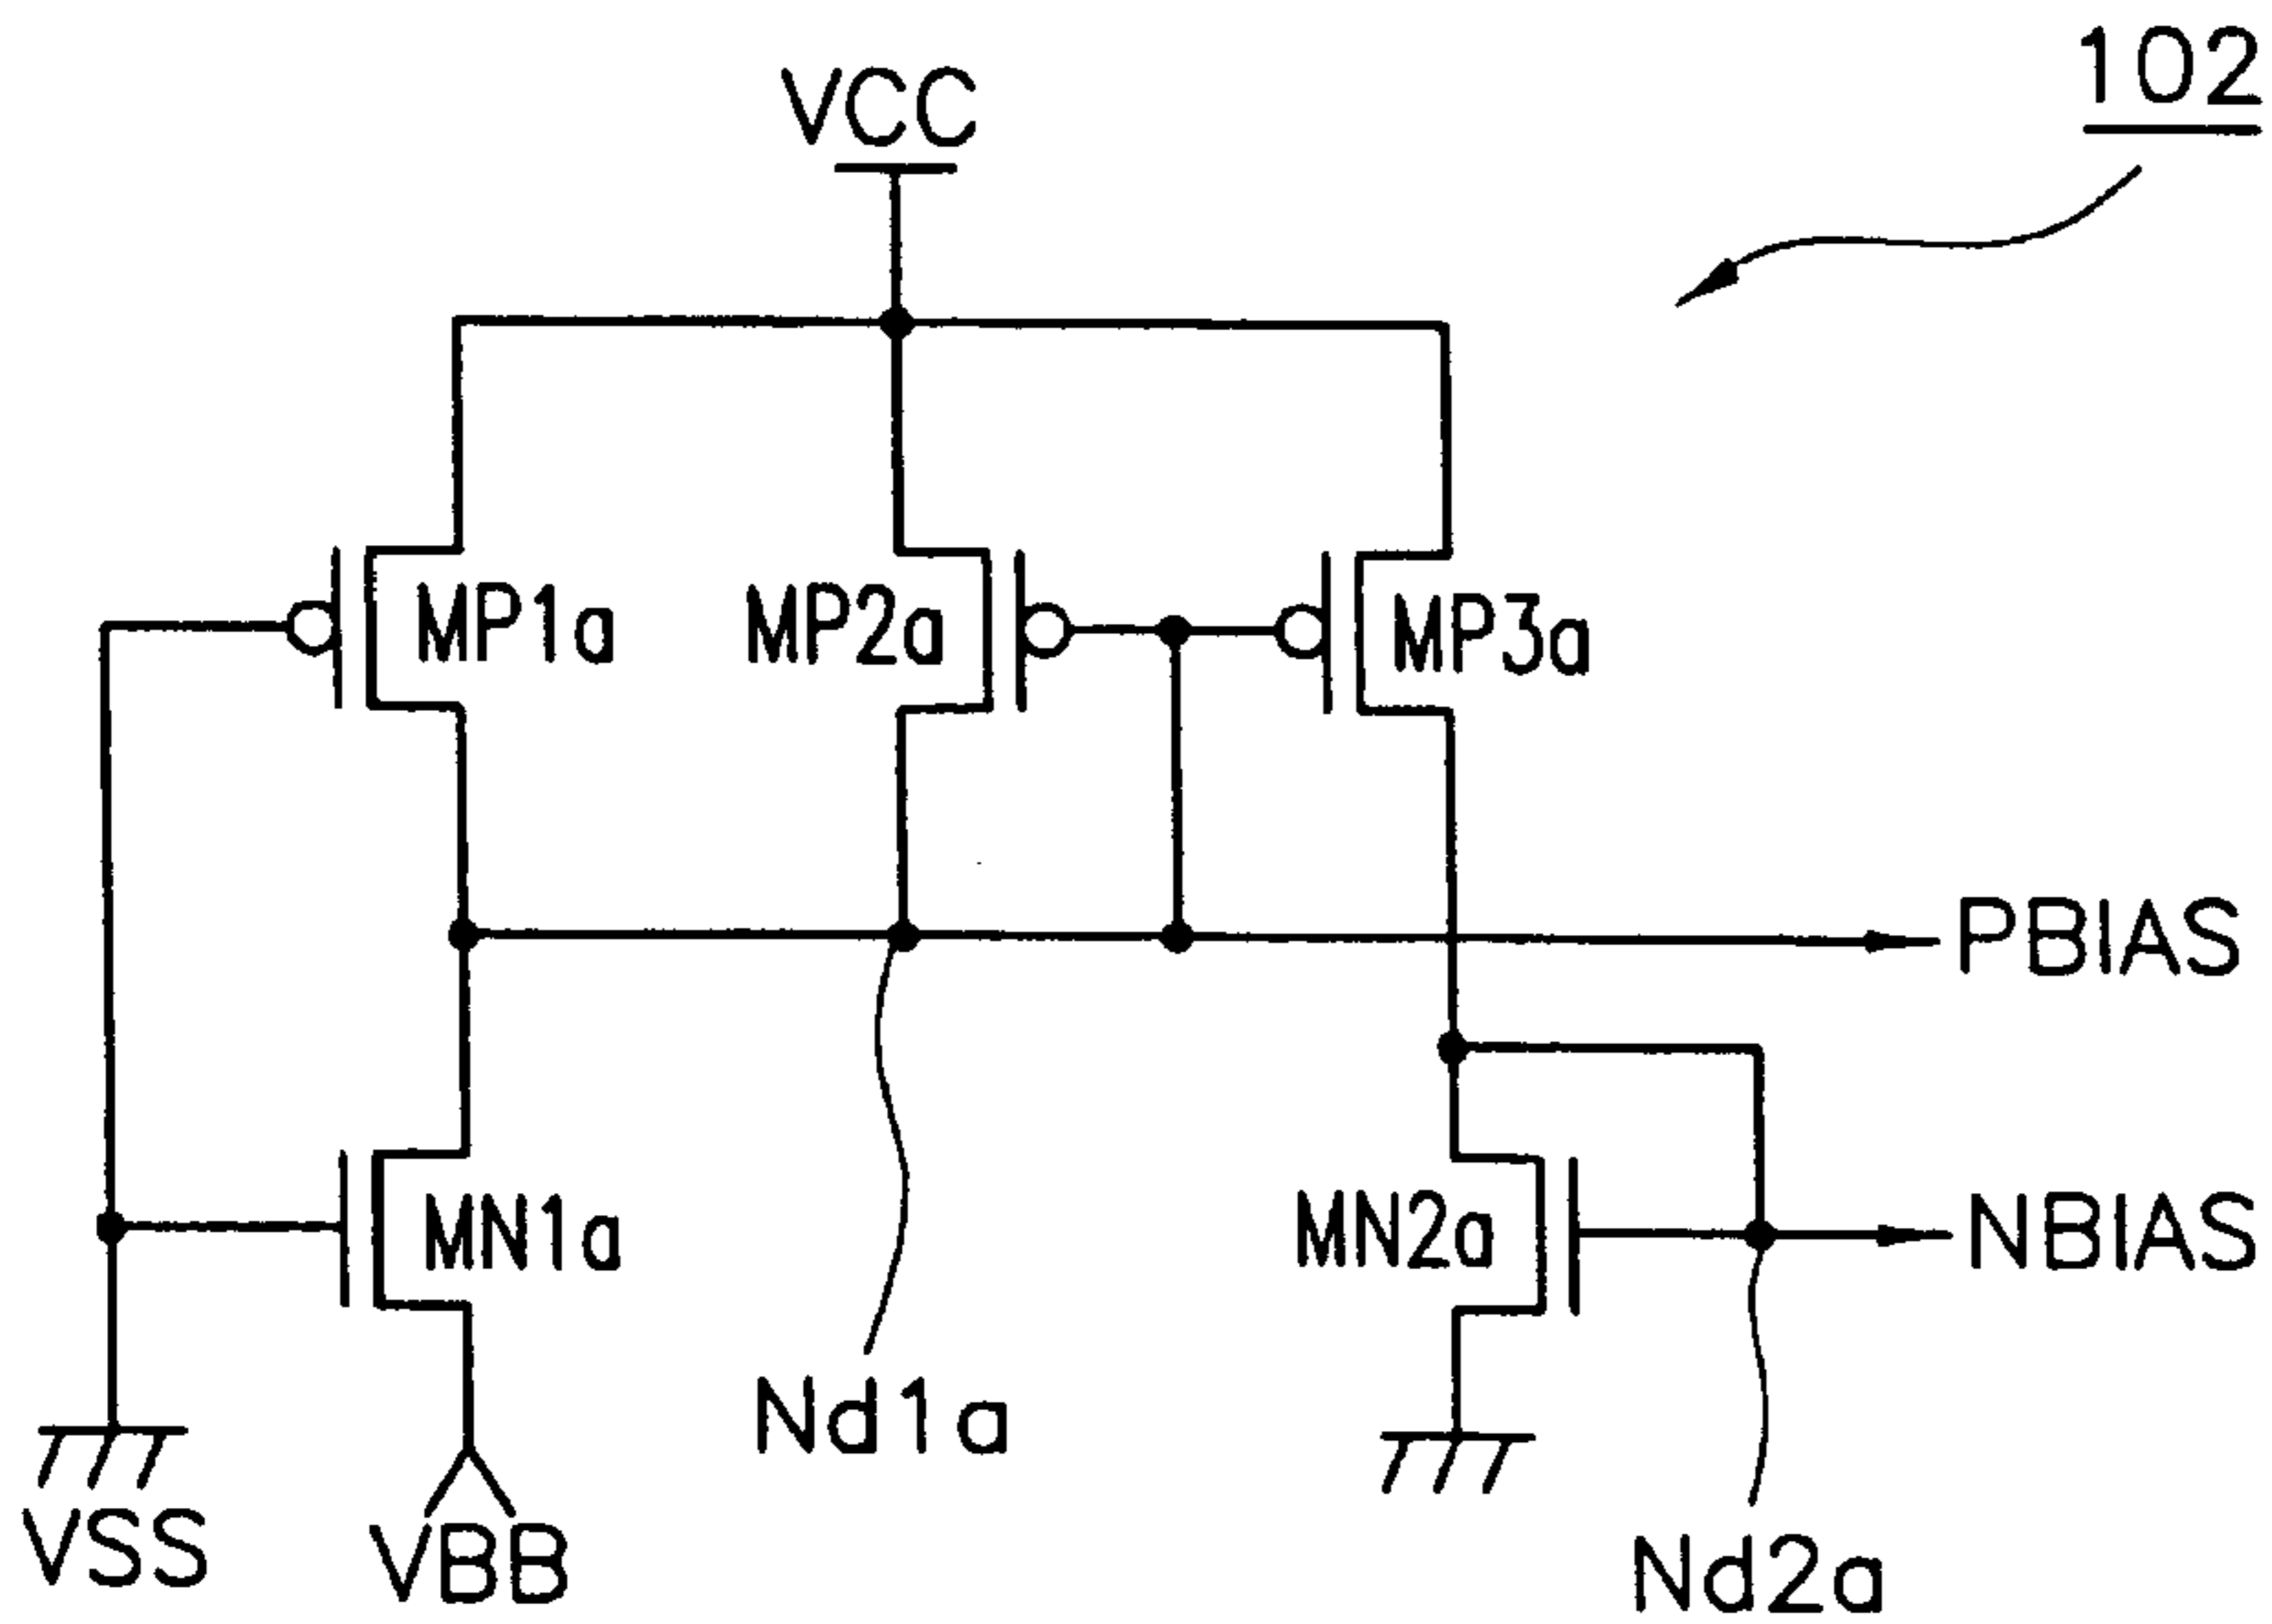 102
VCC
MP1a
MP2a
MP3a
PBIAS
MN1a
MN2a
NBIAS
Nd1a
VSS
VBB
Nd2a